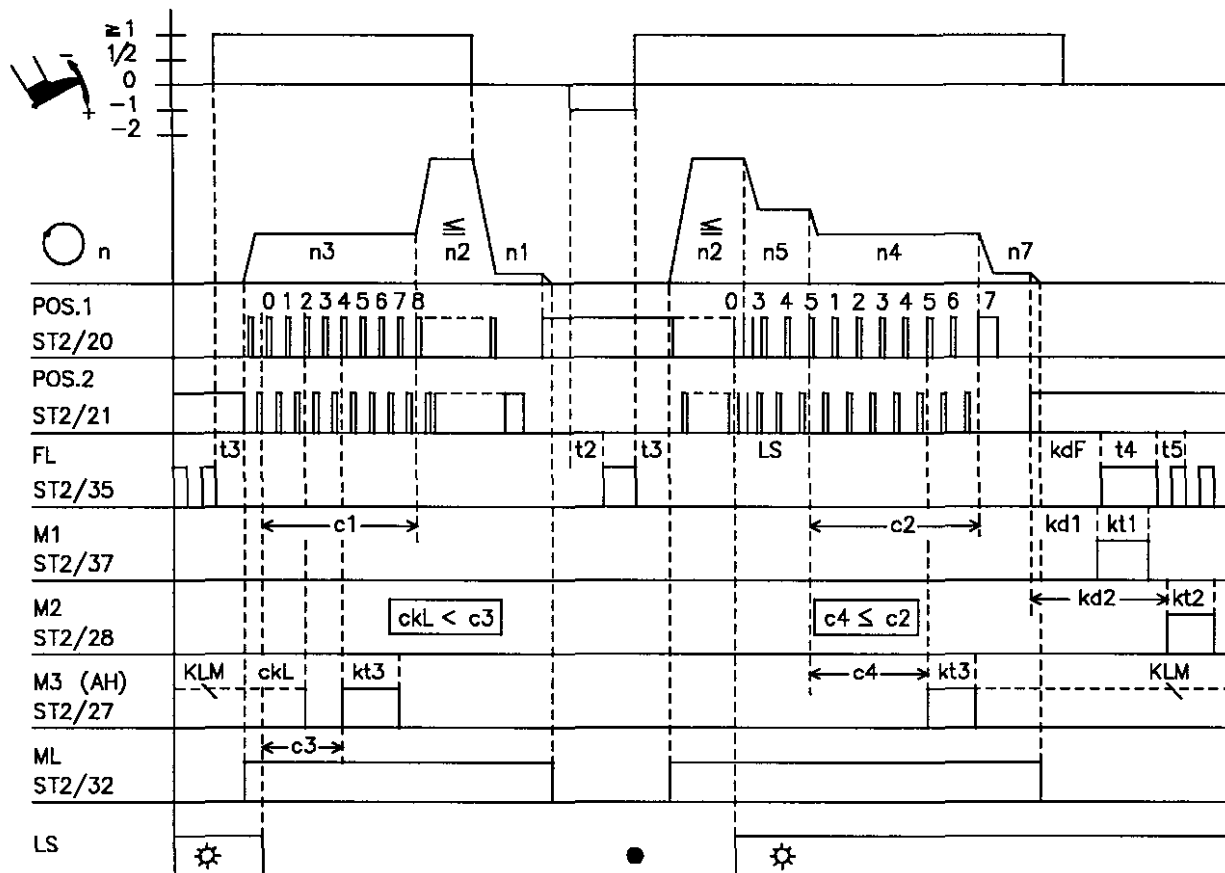 ≧ 1
1/2
0
-1
-2
-
+
n
n3
≦
n2
n1
≦
n2
n5
n4
n7
POS.1
ST2/20
0 1 2 3 4 5 6 7 8
0 3 4 5 1 2 3 4 5 6 7
POS.2
ST2/21
FL
ST2/35
t3
t2
t3
LS
kdF
t4
t5
M1
ST2/37
c1
c2
kd1
kt1
M2
ST2/28
ckL < c3
c4 ≤ c2
kd2
kt2
M3 (AH)
ST2/27
KLM
ckL
kt3
c4
kt3
KLM
ML
ST2/32
c3
LS